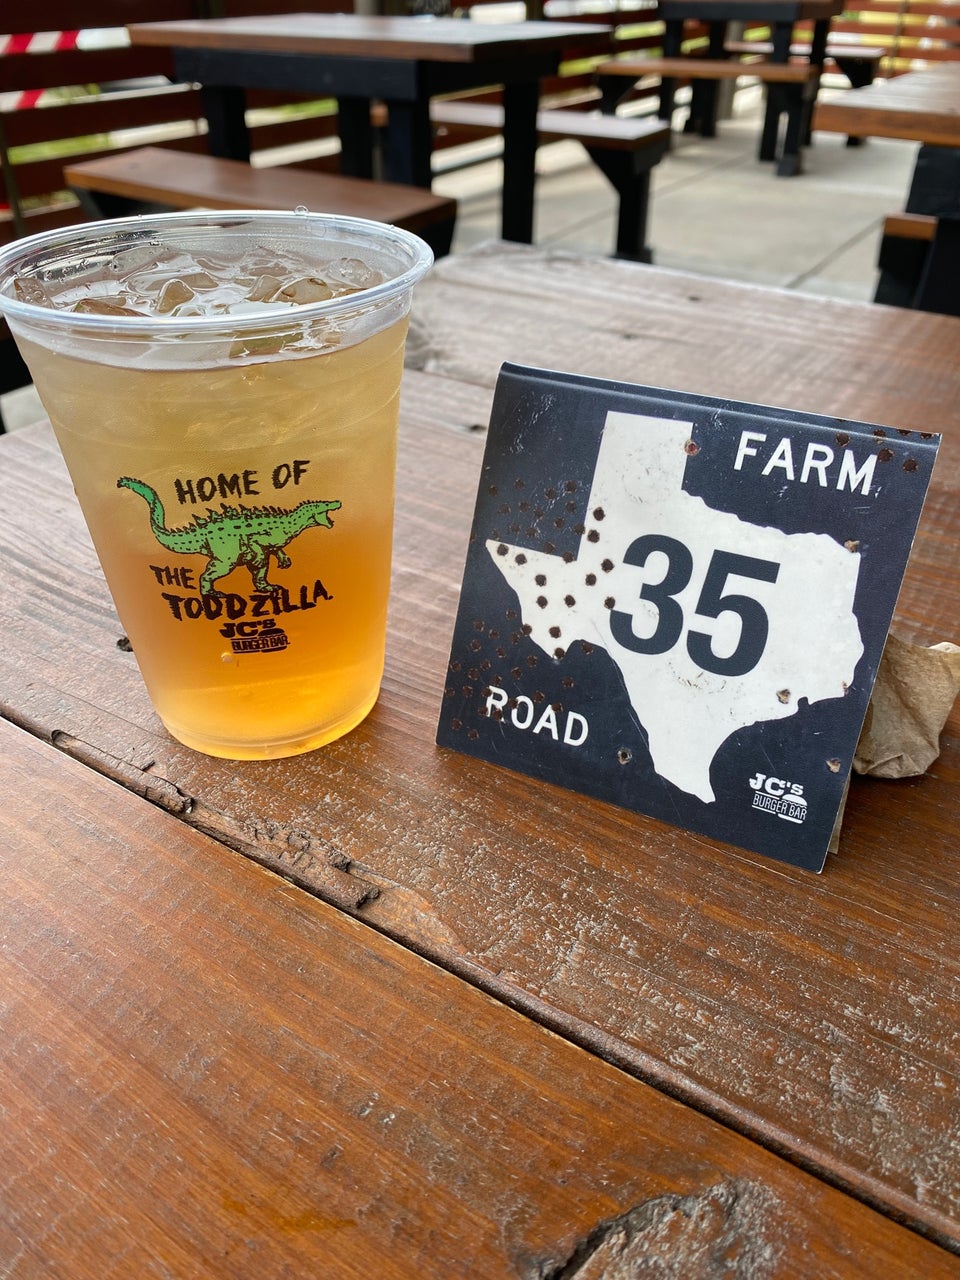 HOME OF
THE
TODDZILLA.
JC'S
BURGER BAR
FARM
35
ROAD
JC'S
BURGER BAR